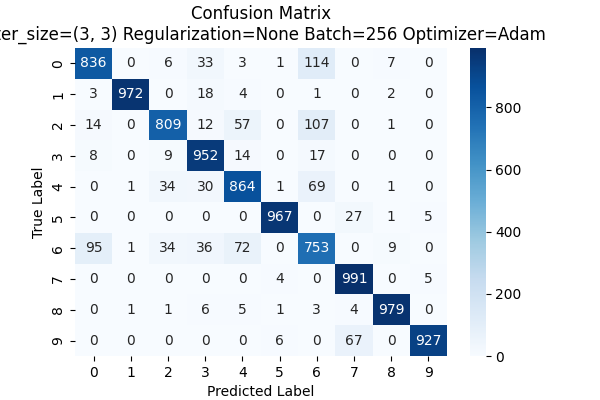 Confusion Matrix
ter_size=(3, 3) Regularization=None Batch=256 Optimizer=Adam
0 836 0 6 33 3 1 114 0 7 0
1 3 972 0 18 4 0 1 0 2 0
2 14 0 809 12 57 0 107 0 1 0
3 8 0 9 952 14 0 17 0 0 0
4 0 1 34 30 864 1 69 0 1 0
5 0 0 0 0 0 967 0 27 1 5
6 95 1 34 36 72 0 753 0 9 0
7 0 0 0 0 0 4 0 991 0 5
8 0 1 1 6 5 1 3 4 979 0
9 0 0 0 0 0 6 0 67 0 927
0 1 2 3 4 5 6 7 8 9
True Label
Predicted Label
800
600
400
200
0